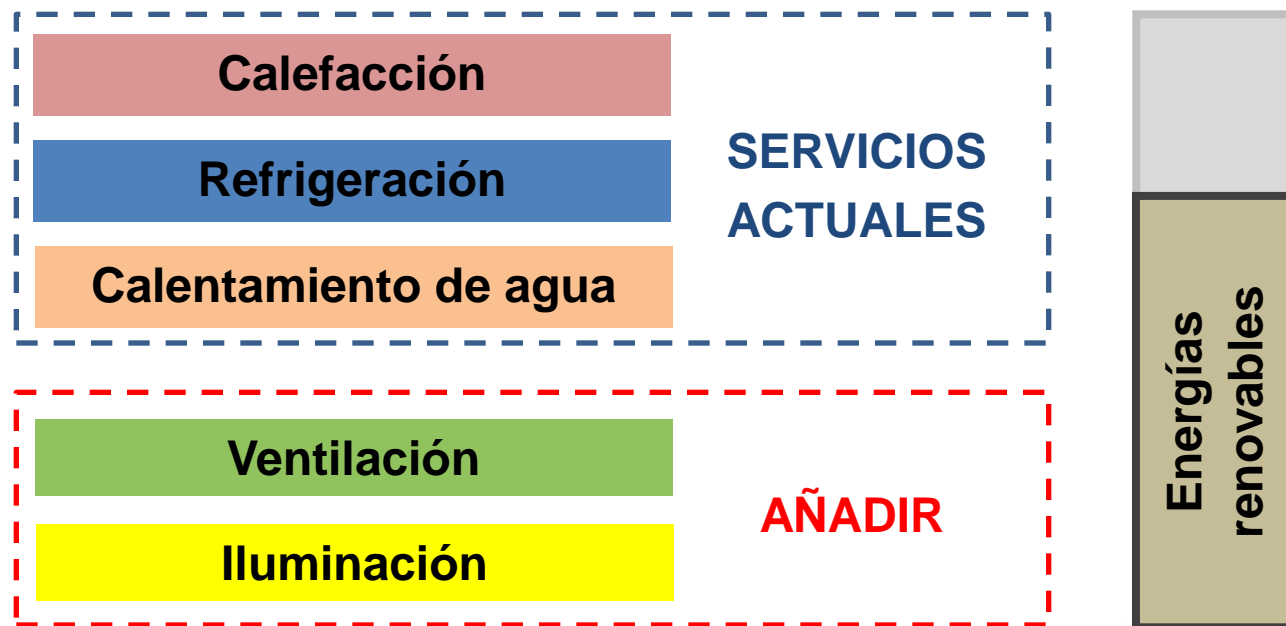 Calefacción
Refrigeración
Calentamiento de agua
SERVICIOS
ACTUALES
Ventilación
Iluminación
AÑADIR
Energías
renovables